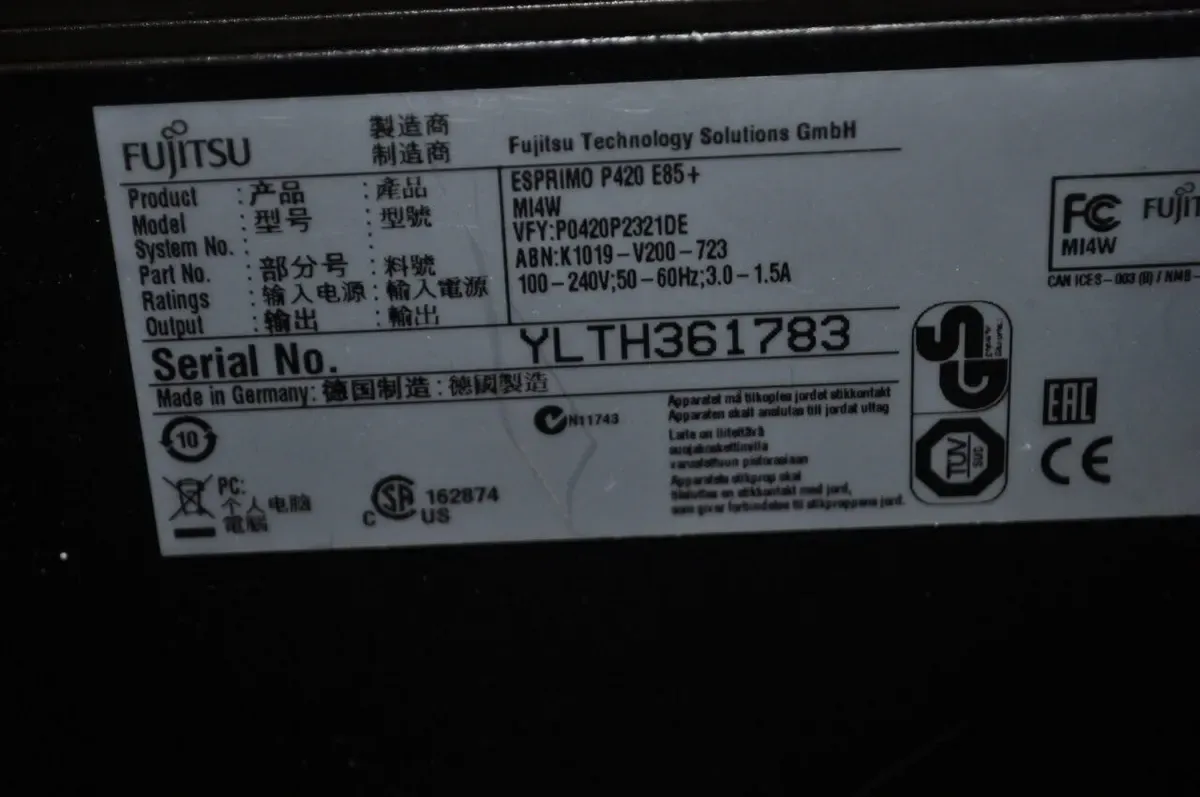 FUJITSU 製造商 Fujitsu Technology Solutions GmbH
制造商
Product : 产品 : 產品 ESPRIMO P420 E85+
Model : 型号 : 型號 MI4W
System No. : : VFY:P0420P2321DE
Part No. : 部分号 : 料號 ABN:K1019-V200-723
Ratings : 输入电源 : 輸入電源 100-240V;50-60Hz;3.0-1.5A
Output : 输出 : 輸出
Serial No. YLTH361783
Made in Germany: 德国制造 : 德國製造
FC FUJIT
MI4W
CAN ICES-003 (B) / NMB-
N11743
Apparatet må tilkoples jordet stikkontakt
Apparaten skall anslutas till jordat uttag
Laite on liitettävä
suojakoskettimilla
varustettuun pistorasiaan
Apparatets stikprop skal
tilsluttes en stikkontakt med jord,
som giver forbindelse til stikproppens jord.
10
PC:
个人电脑
電腦
SA 162874
C US
TÜV
SÜD
EAC
CE